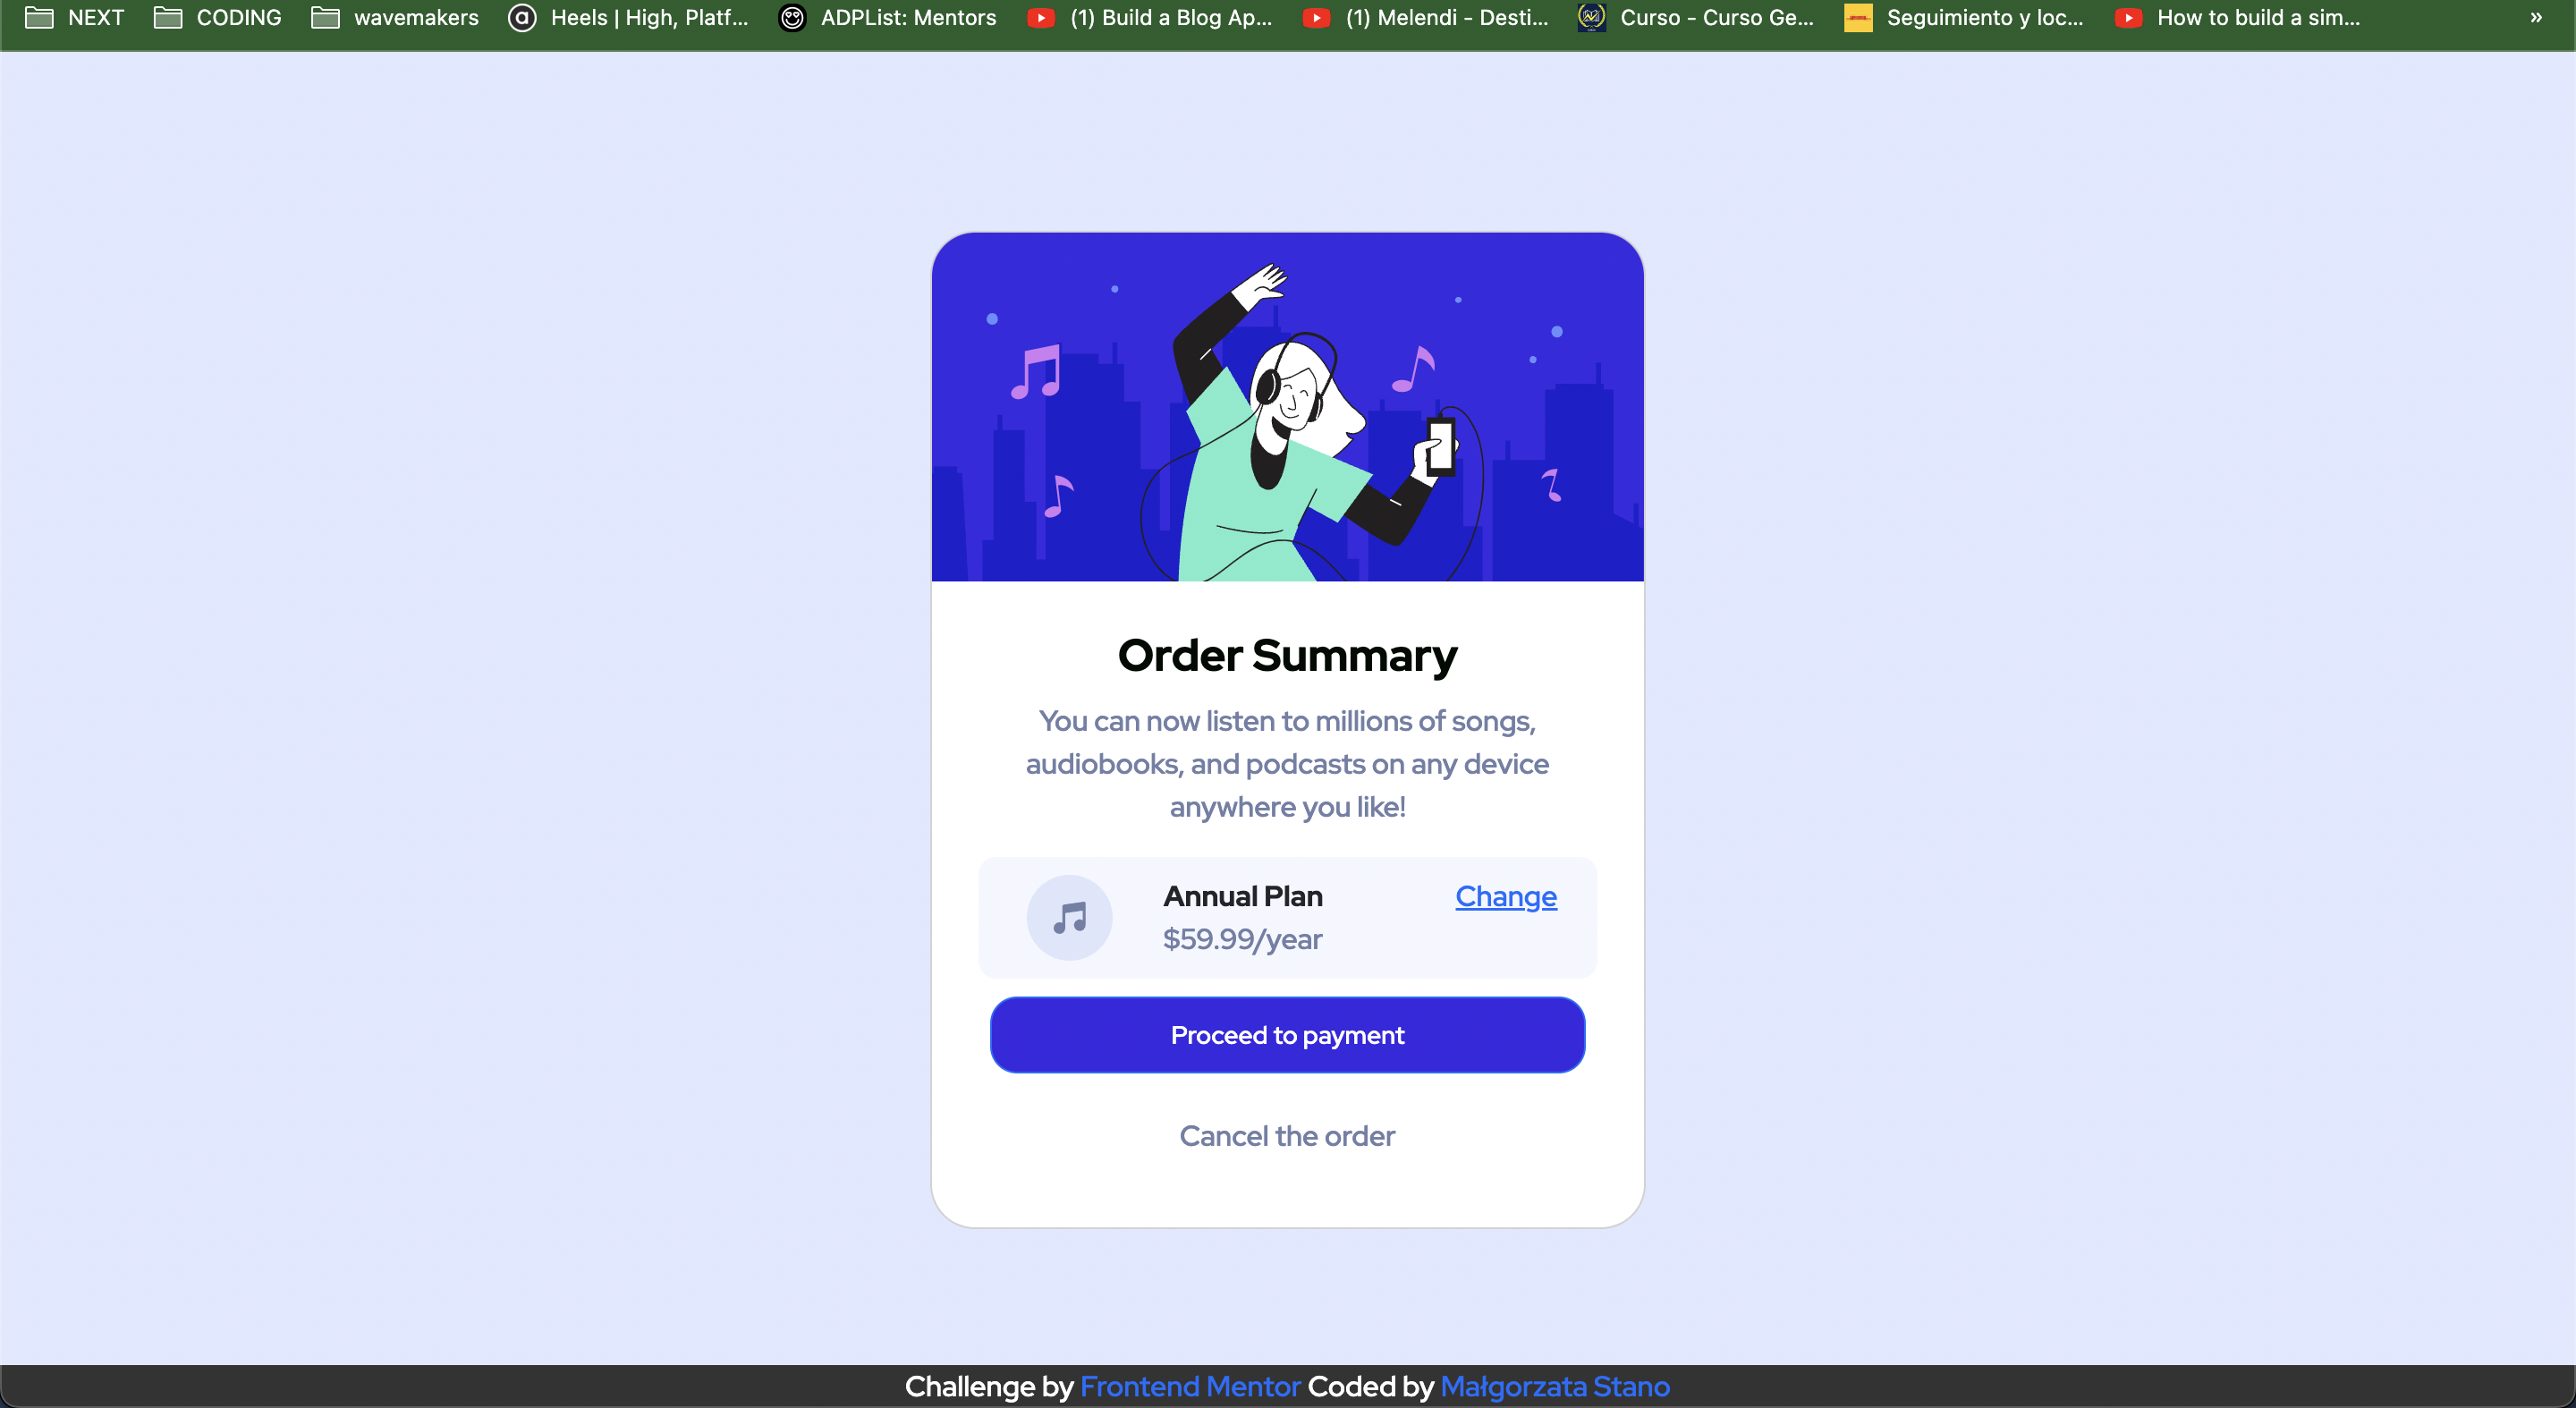 NEXT CODING wavemakers Heels | High, Platf... ADPList: Mentors (1) Build a Blog Ap... (1) Melendi - Desti... Curso - Curso Ge... Seguimiento y loc... How to build a sim... »
Order Summary
You can now listen to millions of songs,
audiobooks, and podcasts on any device
anywhere you like!
Annual Plan Change
$59.99/year
Proceed to payment
Cancel the order
Challenge by Frontend Mentor Coded by Małgorzata Stano